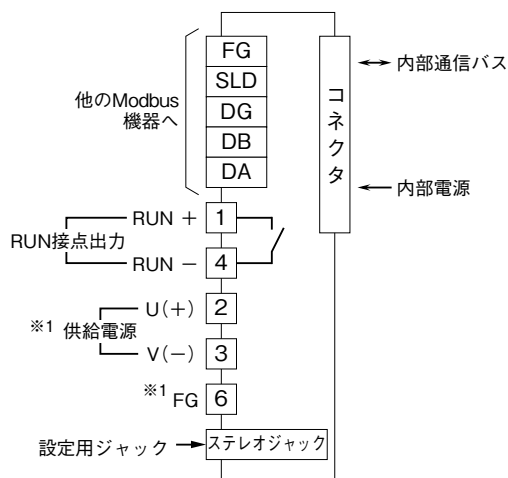 FG
SLD
DG
DB
DA
他のModbus
機器へ
コネクタ
内部通信バス
内部電源
RUN +
1
RUN接点出力
RUN -
4
U(+)
2
※1 供給電源
V(-)
3
※1 FG
6
設定用ジャック
ステレオジャック